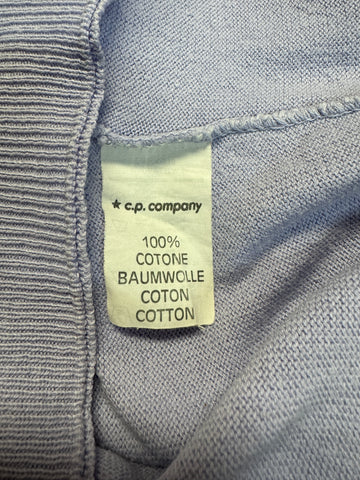 ★ c.p. company
100%
COTONE
BAUMWOLLE
COTON
COTTON